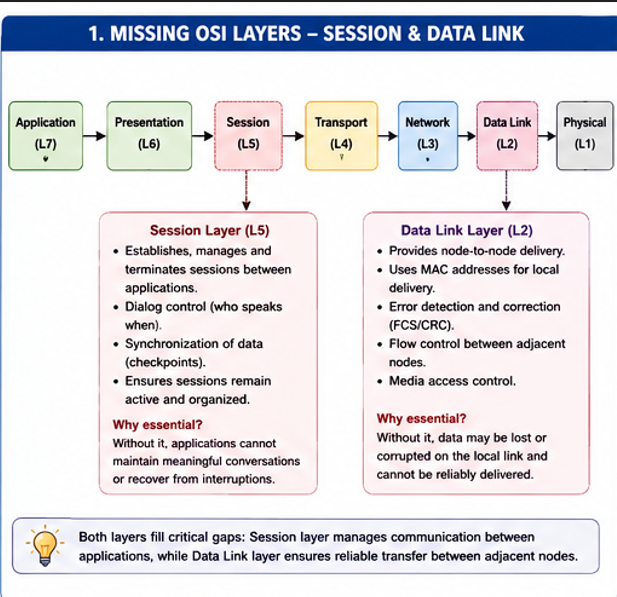 1. MISSING OSI LAYERS – SESSION & DATA LINK
Application
(L7)
Presentation
(L6)
Session
(L5)
Transport
(L4)
Network
(L3)
Data Link
(L2)
Physical
(L1)
Session Layer (L5)
• Establishes, manages and
terminates sessions between
applications.
• Dialog control (who speaks
when).
• Synchronization of data
(checkpoints).
• Ensures sessions remain
active and organized.
Why essential?
Without it, applications cannot
maintain meaningful conversations
or recover from interruptions.
Data Link Layer (L2)
• Provides node-to-node delivery.
• Uses MAC addresses for local
delivery.
• Error detection and correction
(FCS/CRC).
• Flow control between adjacent
nodes.
• Media access control.
Why essential?
Without it, data may be lost or
corrupted on the local link and
cannot be reliably delivered.
Both layers fill critical gaps: Session layer manages communication between
applications, while Data Link layer ensures reliable transfer between adjacent nodes.